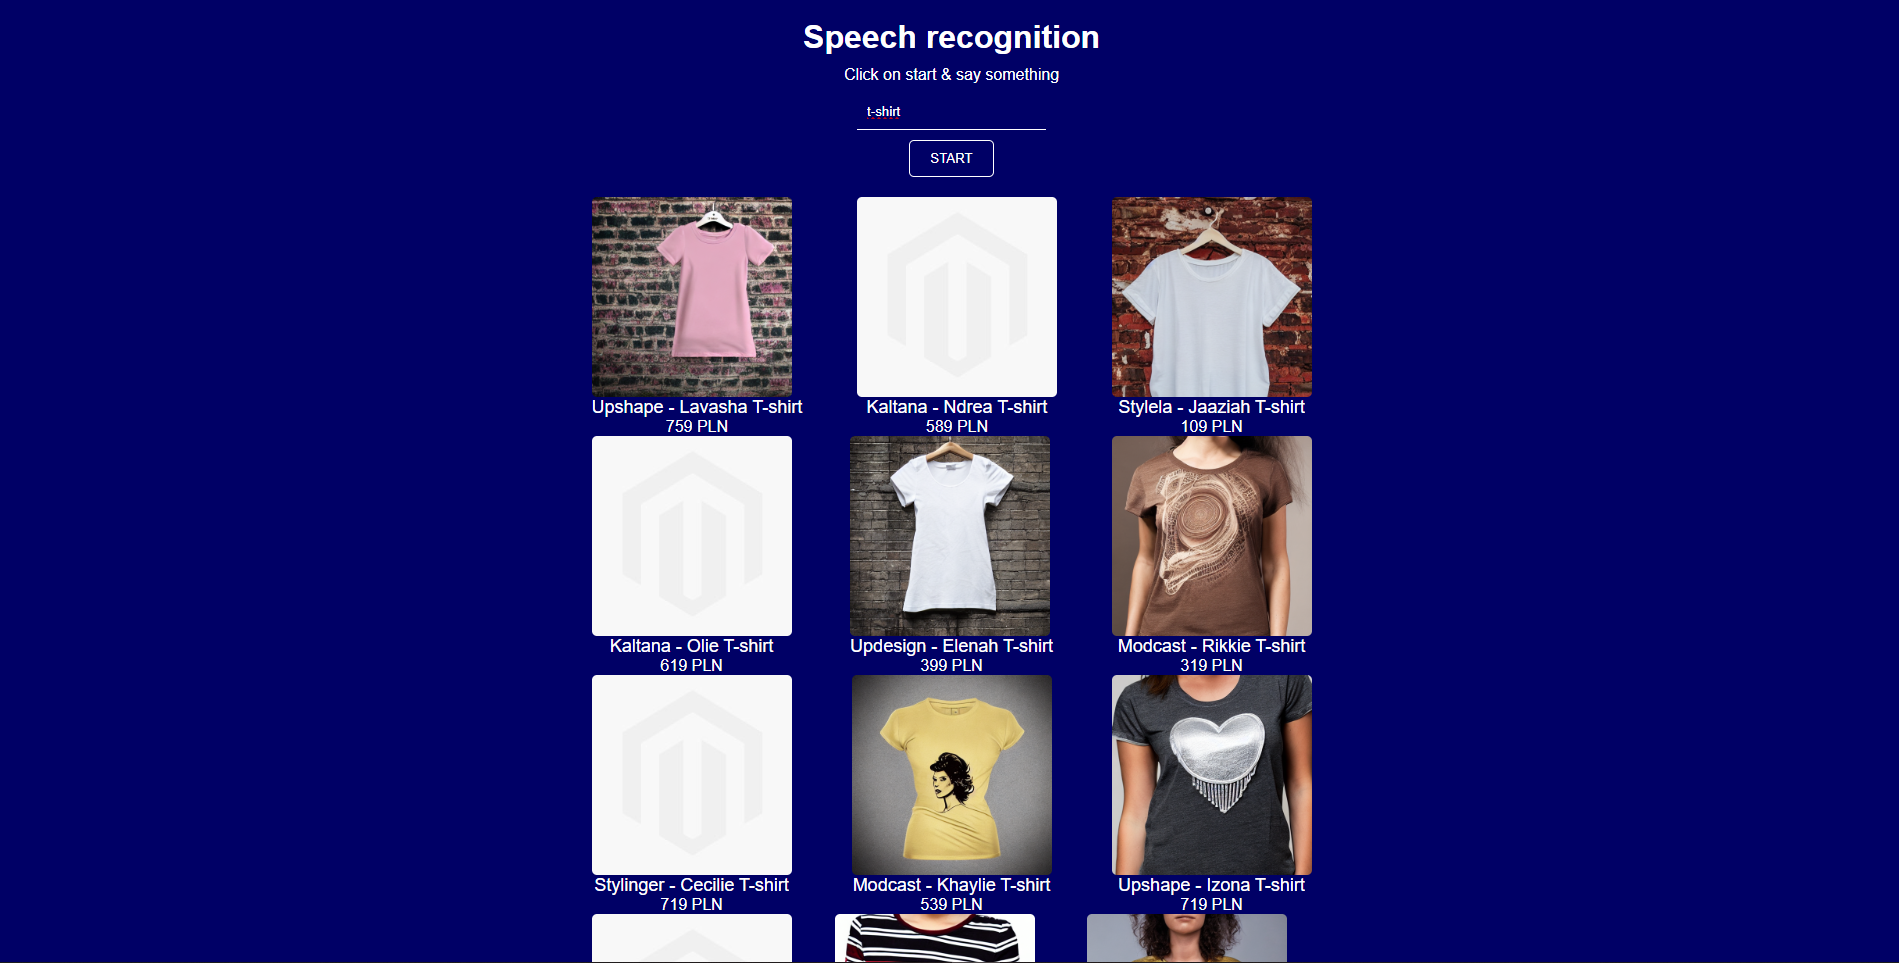 Speech recognition
Click on start & say something
t-shirt
START
Upshape - Lavasha T-shirt
759 PLN
Kaltana - Ndrea T-shirt
589 PLN
Stylela - Jaaziah T-shirt
109 PLN
Kaltana - Olie T-shirt
619 PLN
Updesign - Elenah T-shirt
399 PLN
Modcast - Rikkie T-shirt
319 PLN
Stylinger - Cecilie T-shirt
719 PLN
Modcast - Khaylie T-shirt
539 PLN
Upshape - Izona T-shirt
719 PLN